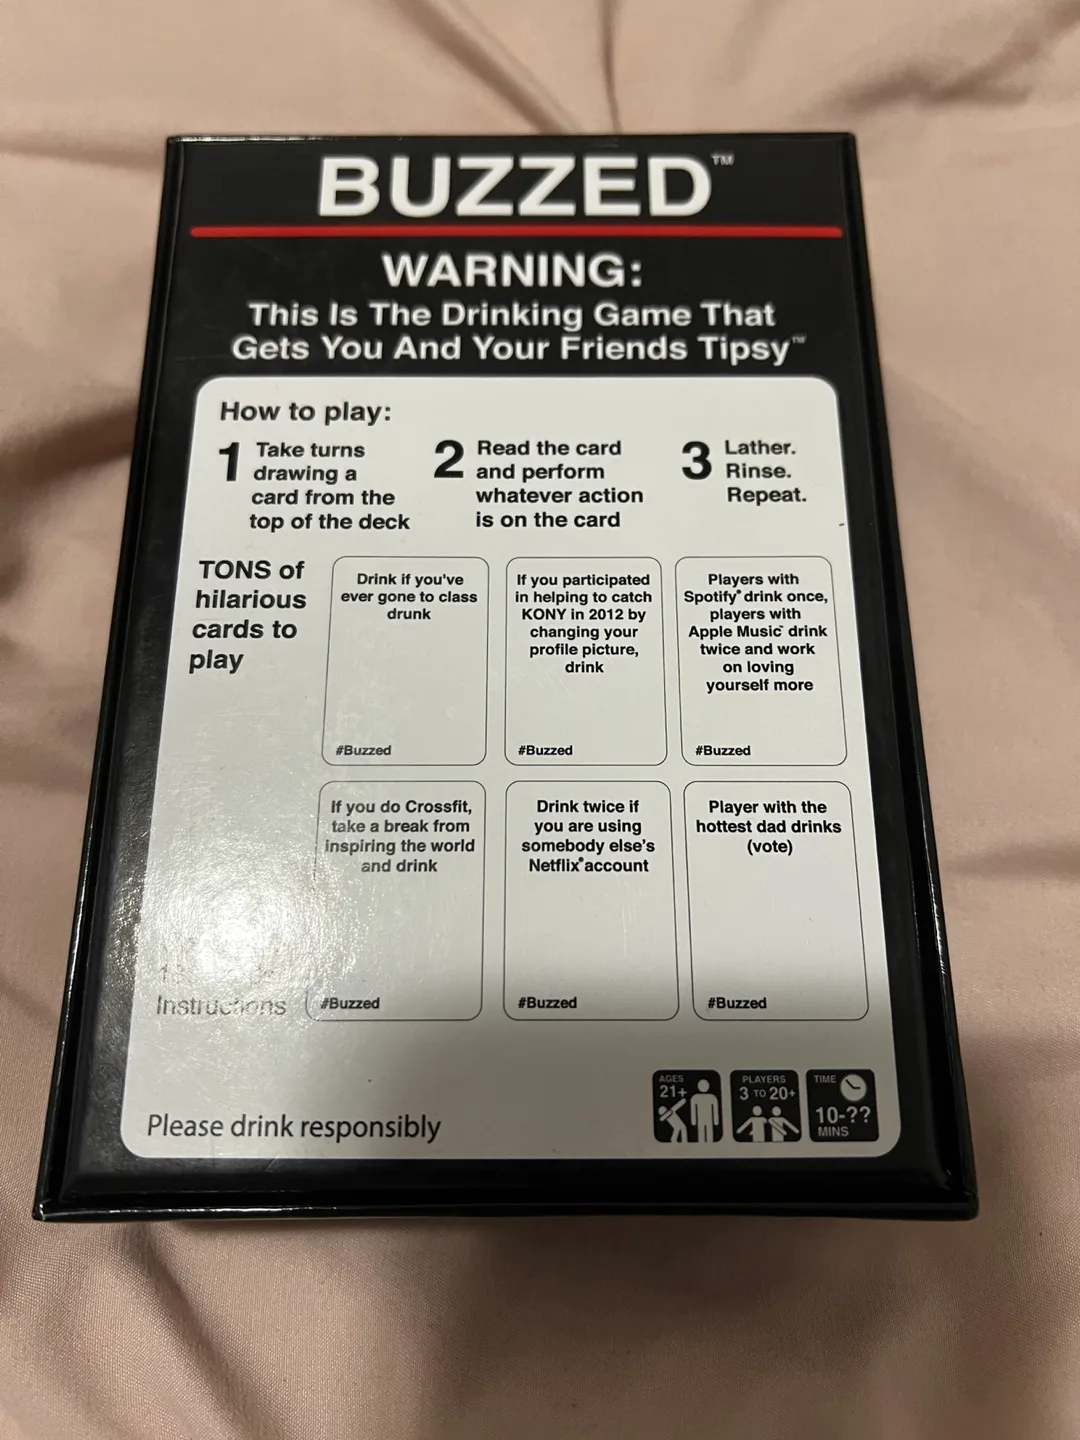 BUZZED™
WARNING:
This Is The Drinking Game That
Gets You And Your Friends Tipsy™
How to play:
1 Take turns
drawing a
card from the
top of the deck
2 Read the card
and perform
whatever action
is on the card
3 Lather.
Rinse.
Repeat.
TONS of
hilarious
cards to
play
Drink if you've
ever gone to class
drunk
#Buzzed
If you participated
in helping to catch
KONY in 2012 by
changing your
profile picture,
drink
#Buzzed
Players with
Spotify® drink once,
players with
Apple Music™ drink
twice and work
on loving
yourself more
#Buzzed
If you do Crossfit,
take a break from
inspiring the world
and drink
#Buzzed
Drink twice if
you are using
somebody else's
Netflix® account
#Buzzed
Player with the
hottest dad drinks
(vote)
#Buzzed
Instructions
Please drink responsibly
AGES
21+
PLAYERS
3 TO 20+
TIME
10-??
MINS